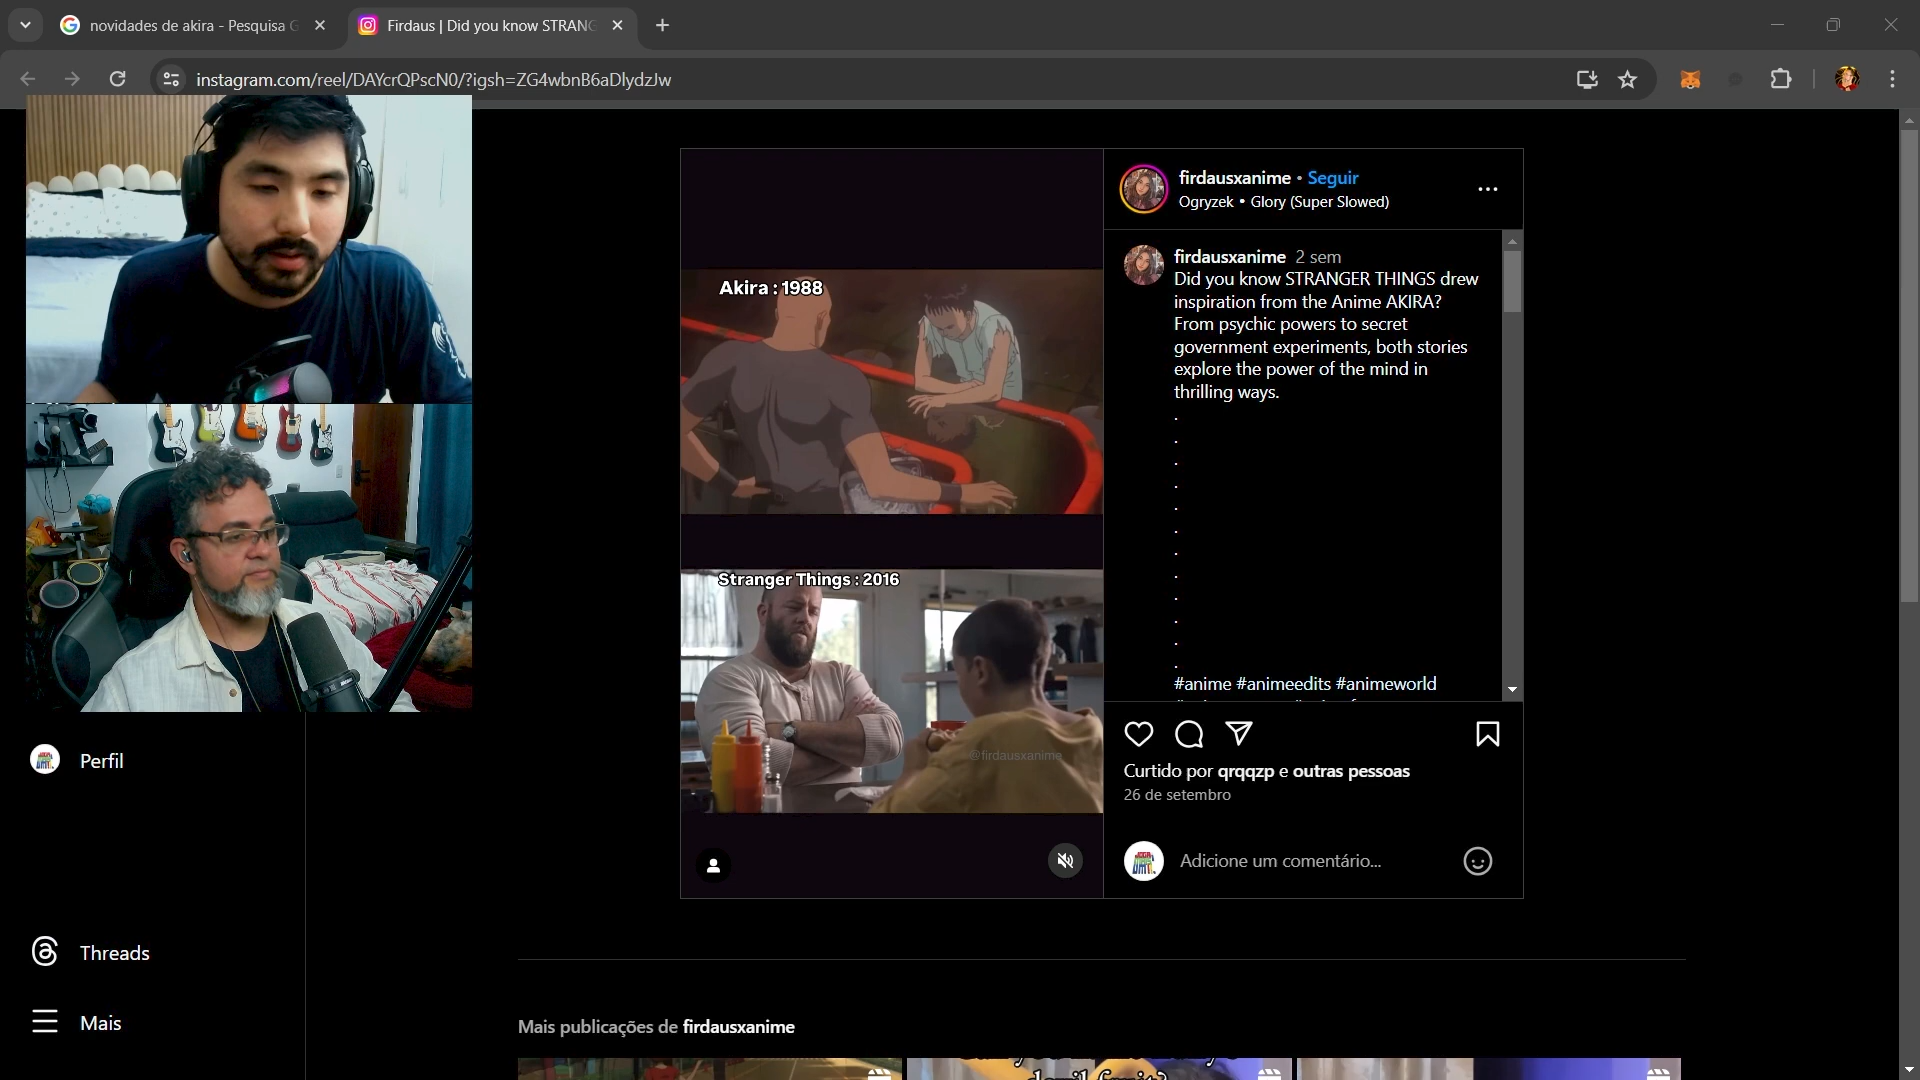 novidades de akira - Pesquisa G
Firdaus | Did you know STRANG
instagram.com/reel/DAYcrQPscN0/?igsh=ZG4wbnB6aDlydzJw
firdausxanime • Seguir
Ogryzek • Glory (Super Slowed)
firdausxanime 2 sem
Did you know STRANGER THINGS drew
inspiration from the Anime AKIRA?
From psychic powers to secret
government experiments, both stories
explore the power of the mind in
thrilling ways.
.
.
.
.
.
.
.
.
.
.
.
.
#anime #animeedits #animeworld
Akira : 1988
Stranger Things : 2016
@firdausxanime
Curtido por qrqqzp e outras pessoas
26 de setembro
Adicione um comentário...
Perfil
Threads
Mais
Mais publicações de firdausxanime